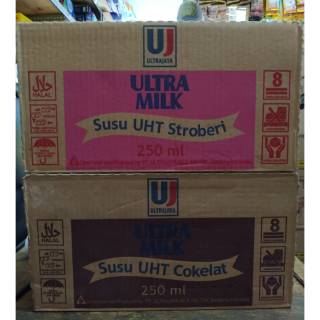 UJ
ULTRAJAYA
ULTRA
MILK
Susu UHT Stroberi
250 ml
HALAL
8
UJ
ULTRAJAYA
ULTRA
MILK
Susu UHT Cokelat
250 ml
HALAL
8